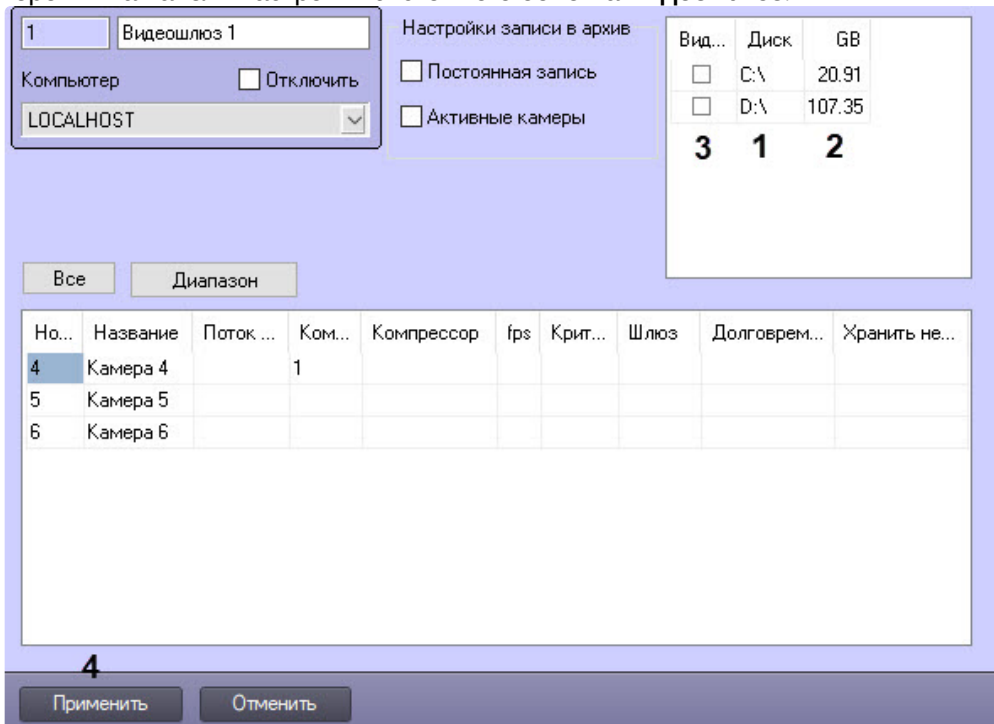 1 Видеошлюз 1
Компьютер Отключить
LOCALHOST
Настройки записи в архив
Постоянная запись
Активные камеры
Вид... Диск GB
C:\ 20.91
D:\ 107.35
3 1 2
Все Диапазон
Но... Название Поток ... Ком... Компрессор fps Крит... Шлюз Долговрем... Хранить не...
4 Камера 4 1
5 Камера 5
6 Камера 6
4
Применить Отменить